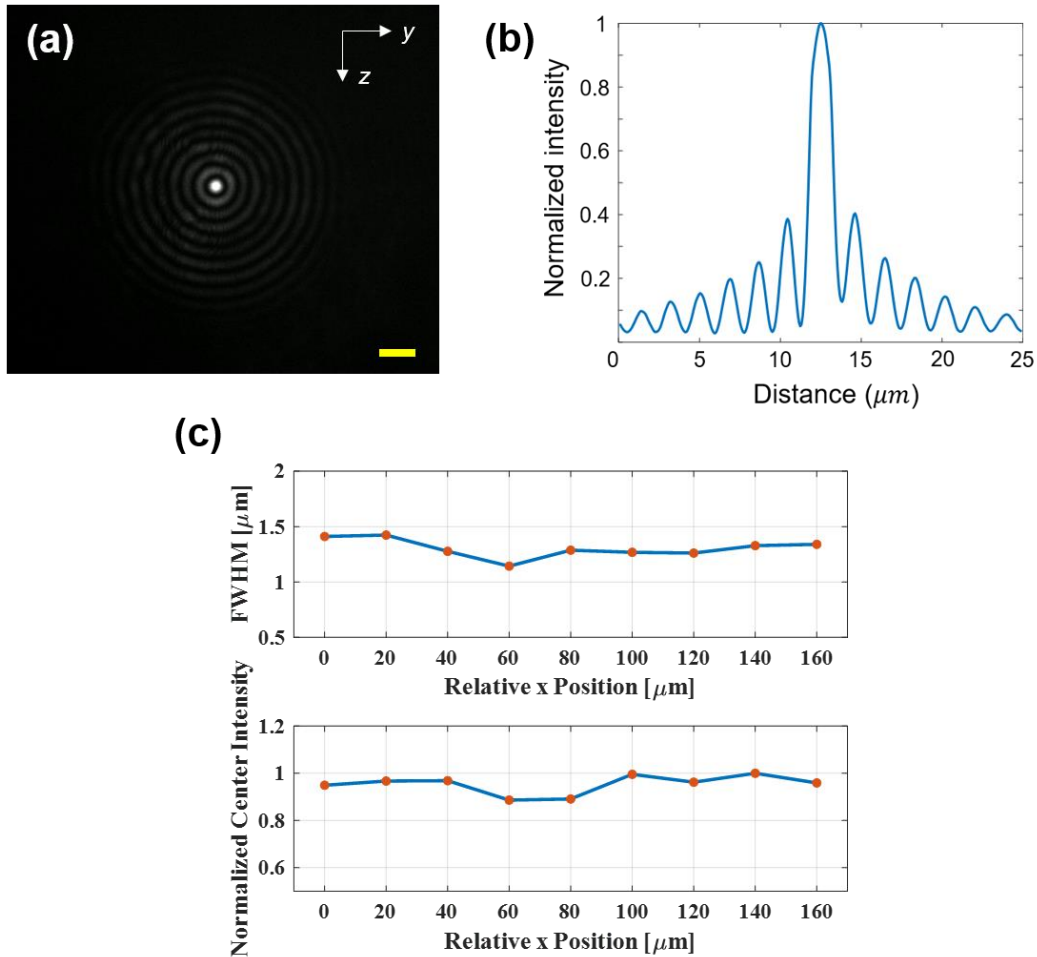 (a)
y
z
(b)
Normalized intensity
1
0.8
0.6
0.4
0.2
0 5 10 15 20 25
Distance (μm)
(c)
FWHM [μm]
2
1.5
1
0.5
0 20 40 60 80 100 120 140 160
Relative x Position [μm]
Normalized Center Intensity
1.2
1
0.8
0.6
0 20 40 60 80 100 120 140 160
Relative x Position [μm]